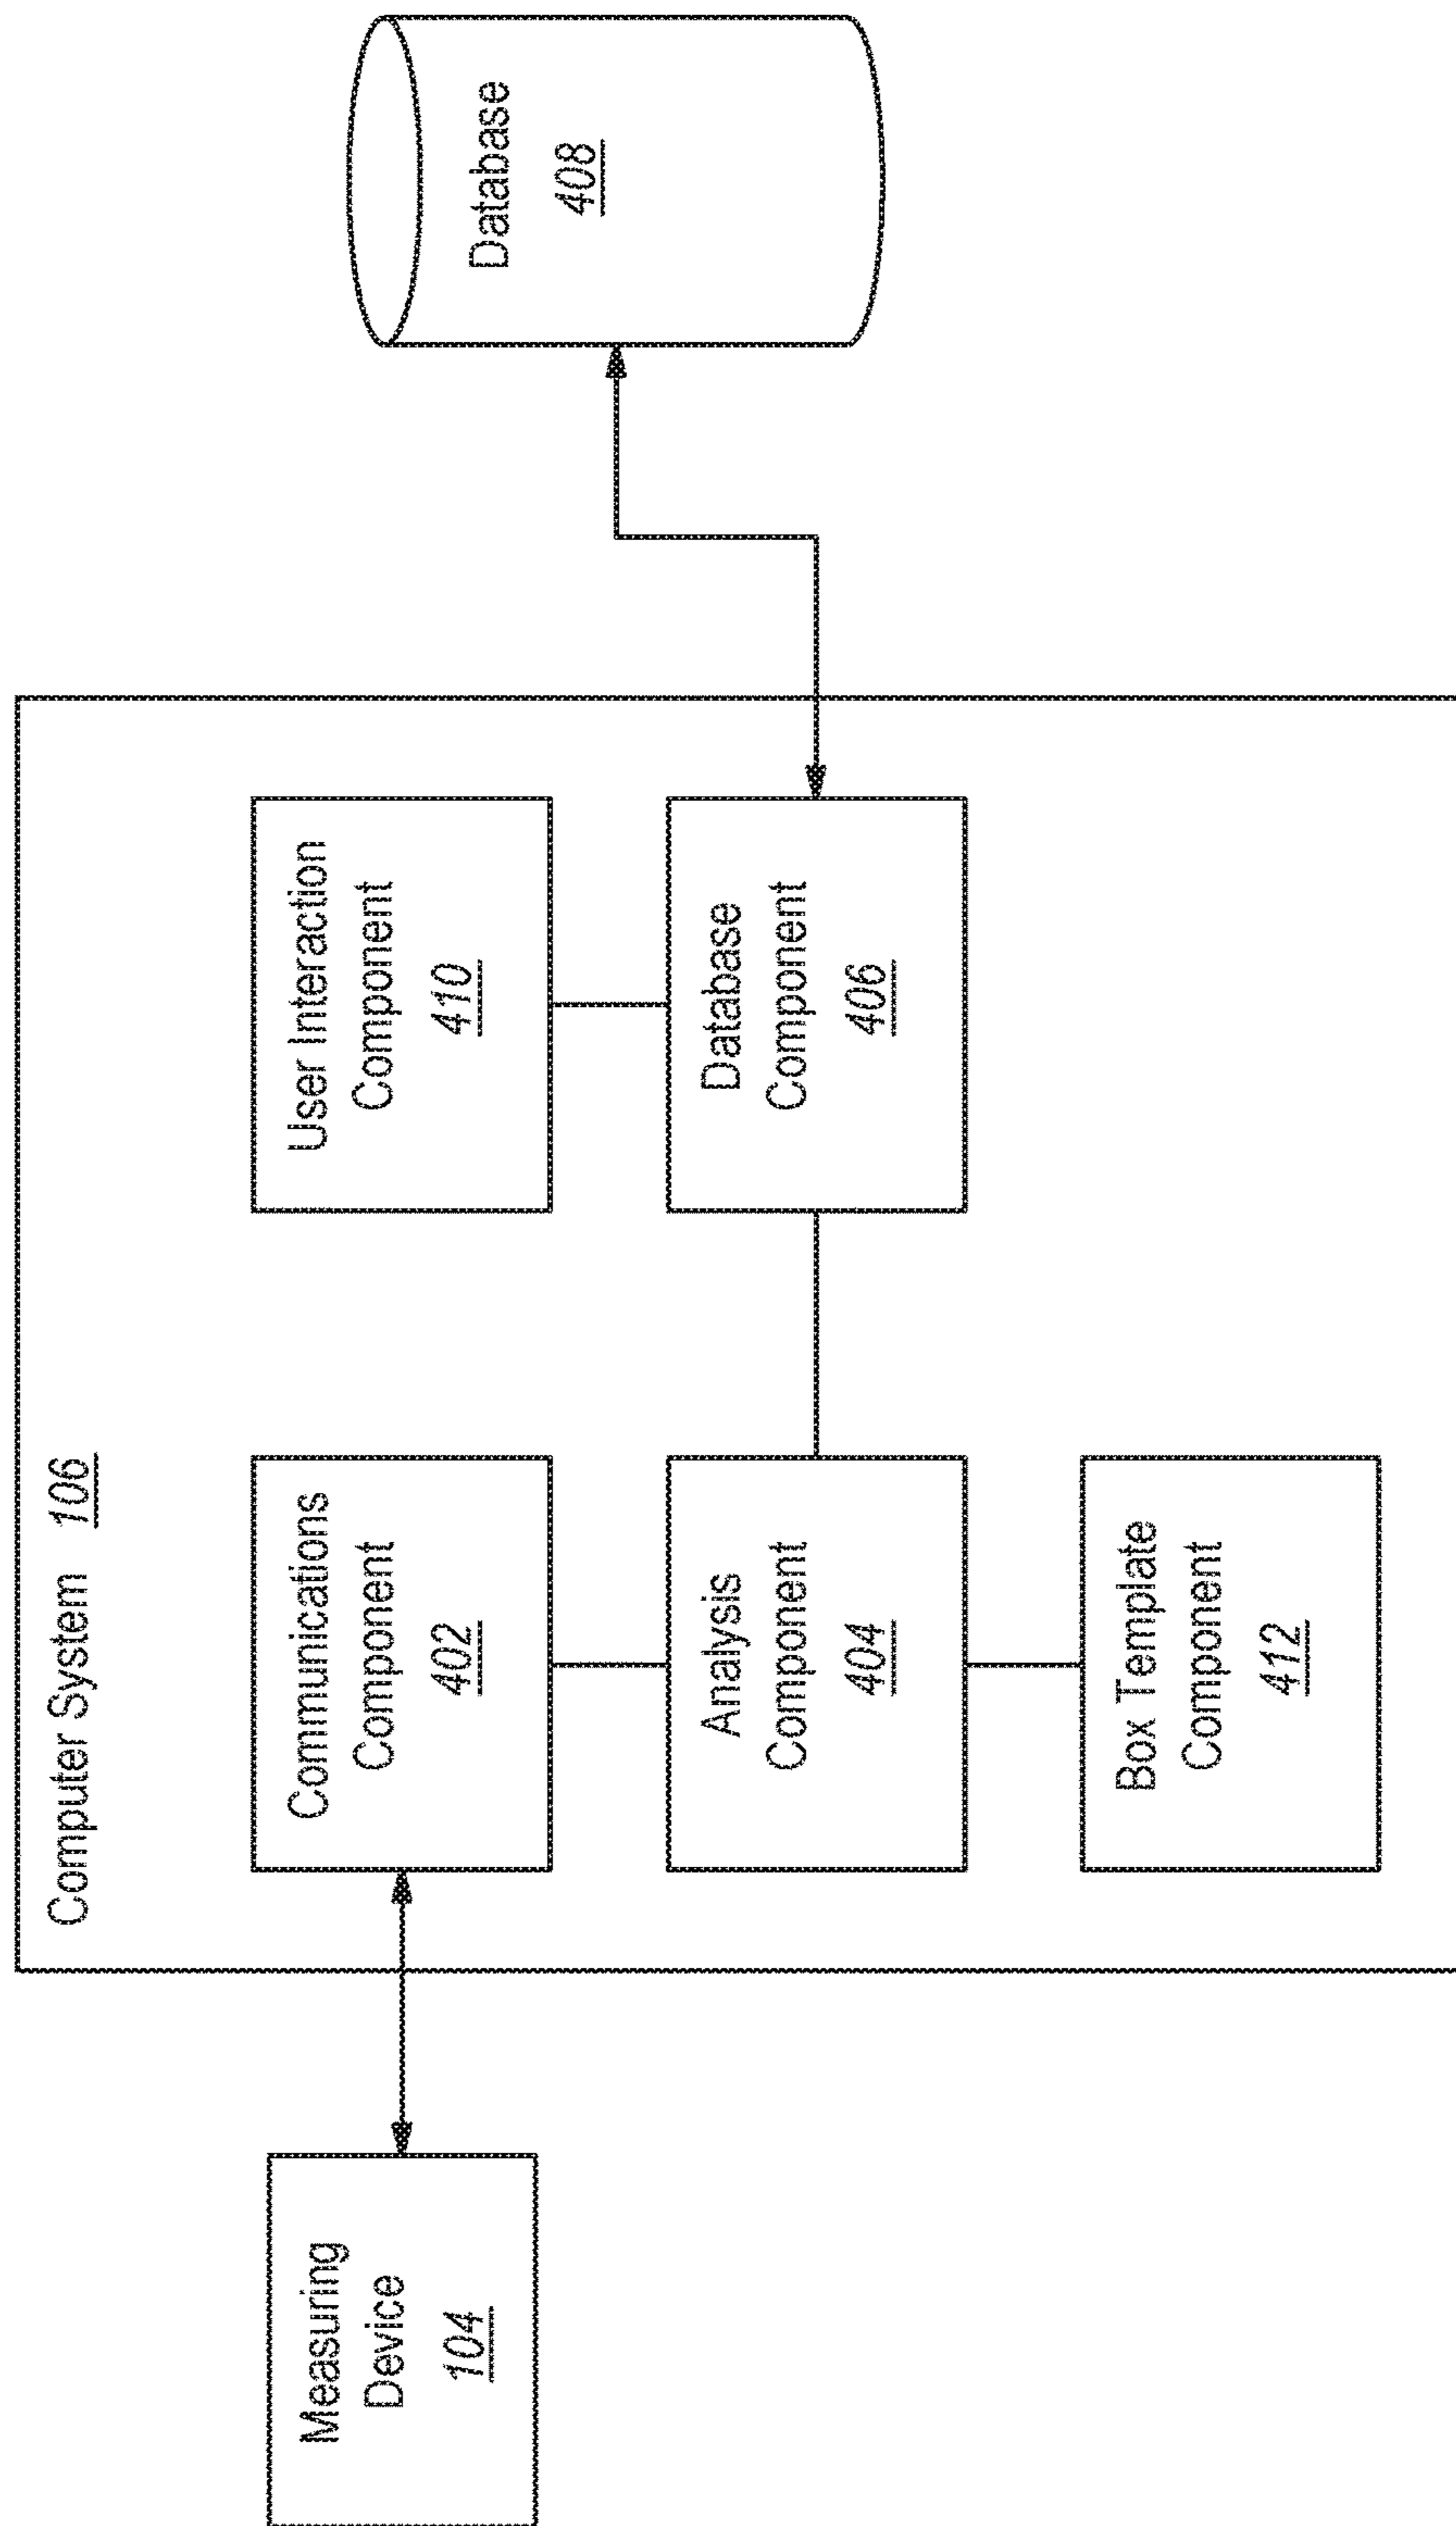 Computer System 106
Measuring
Device
104
Communications
Component
402
User Interaction
Component
410
Database
408
Analysis
Component
404
Database
Component
406
Box Template
Component
412